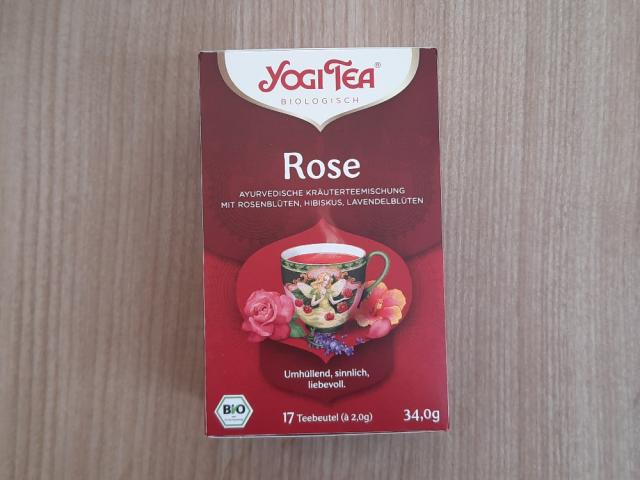 YOGI TEA®
BIOLOGISCH
Rose
AYURVEDISCHE KRÄUTERTEEMISCHUNG
MIT ROSENBLÜTEN, HIBISKUS, LAVENDELBLÜTEN
Umhüllend, sinnlich,
liebevoll.
BIO
17 Teebeutel (à 2,0g)
34,0g